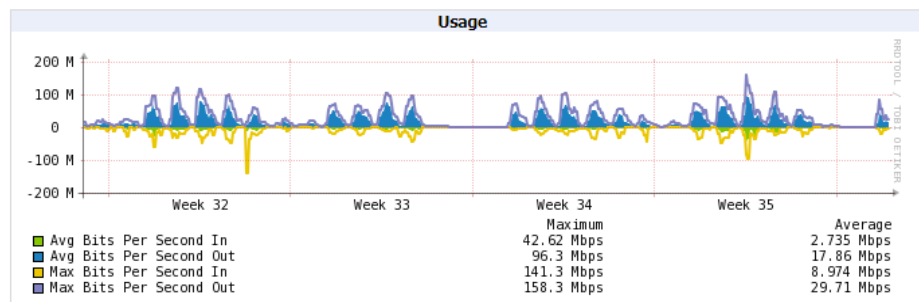 Usage
200 M
100 M
0
-100 M
-200 M
Week 32 Week 33 Week 34 Week 35
RRDTOOL / TOBI OETIKER
Maximum Average
Avg Bits Per Second In 42.62 Mbps 2.735 Mbps
Avg Bits Per Second Out 96.3 Mbps 17.86 Mbps
Max Bits Per Second In 141.3 Mbps 8.974 Mbps
Max Bits Per Second Out 158.3 Mbps 29.71 Mbps